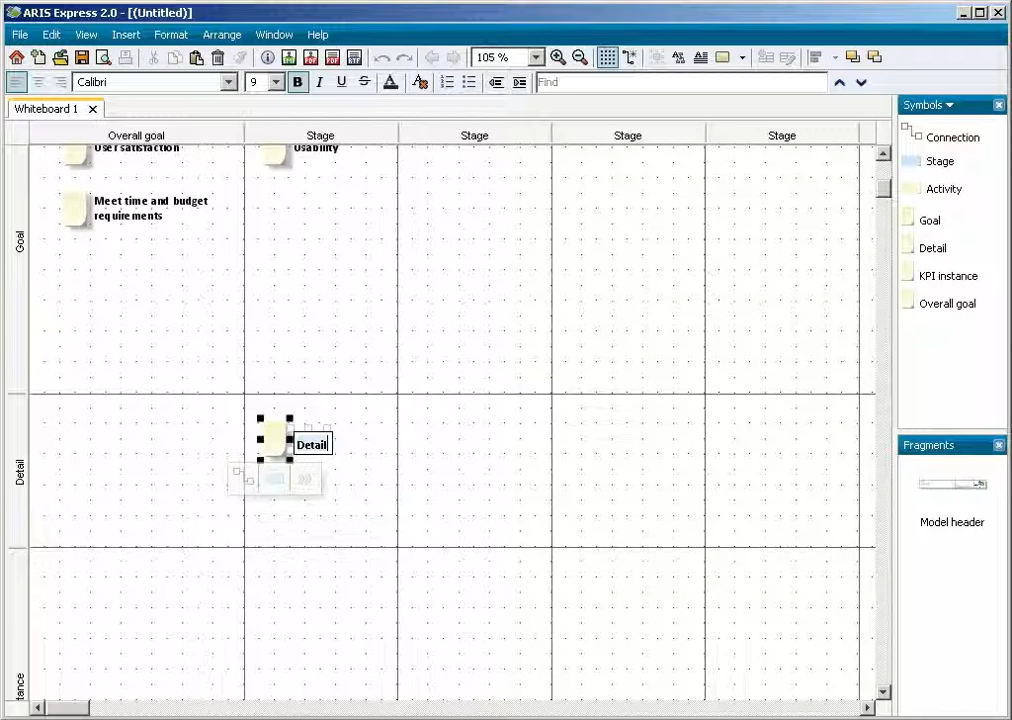 ARIS Express 2.0 - [(Untitled)]
File Edit View Insert Format Arrange Window Help
105 %
Calibri 9 B I U S A Find
Whiteboard 1
Symbols
Overall goal Stage Stage Stage Stage
User satisfaction Usability
Meet time and budget
requirements
Goal
Detail
Detail
tance
Connection
Stage
Activity
Goal
Detail
KPI instance
Overall goal
Fragments
Model header